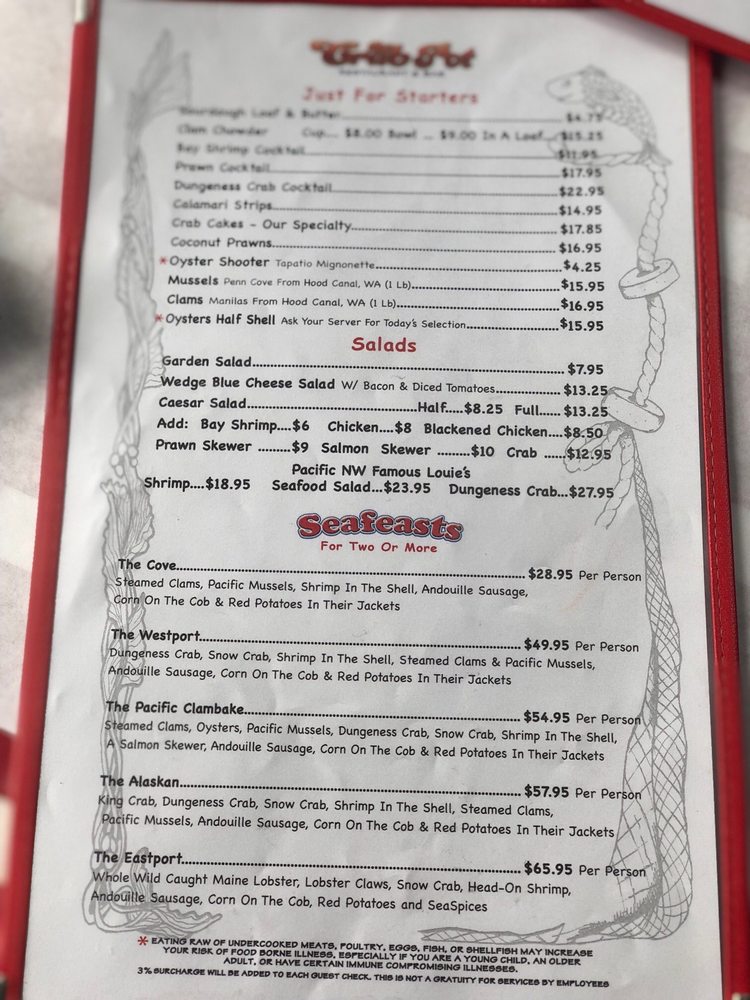 Crab Pot
RESTAURANT & BAR
Just For Starters
Sourdough Loaf & Butter $4.75
Clam Chowder Cup... $8.00 Bowl ... $9.00 In A Loaf...$15.25
Bay Shrimp Cocktail $11.95
Prawn Cocktail $17.95
Dungeness Crab Cocktail $22.95
Calamari Strips $14.95
Crab Cakes - Our Specialty $17.85
Coconut Prawns $16.95
*Oyster Shooter Tapatio Mignonette $4.25
Mussels Penn Cove From Hood Canal, WA (1 Lb) $15.95
Clams Manilas From Hood Canal, WA (1 Lb) $16.95
*Oysters Half Shell Ask Your Server For Today's Selection $15.95
Salads
Garden Salad $7.95
Wedge Blue Cheese Salad W/ Bacon & Diced Tomatoes $13.25
Caesar Salad Half.....$8.25 Full...... $13.25
Add: Bay Shrimp....$6 Chicken....$8 Blackened Chicken....$8.50
Prawn Skewer .........$9 Salmon Skewer .........$10 Crab ......$12.95
Pacific NW Famous Louie's
Shrimp....$18.95 Seafood Salad...$23.95 Dungeness Crab...$27.95
Seafeasts
For Two Or More
The Cove $28.95 Per Person
Steamed Clams, Pacific Mussels, Shrimp In The Shell, Andouille Sausage,
Corn On The Cob & Red Potatoes In Their Jackets
The Westport $49.95 Per Person
Dungeness Crab, Snow Crab, Shrimp In The Shell, Steamed Clams & Pacific Mussels,
Andouille Sausage, Corn On The Cob & Red Potatoes In Their Jackets
The Pacific Clambake $54.95 Per Person
Steamed Clams, Oysters, Pacific Mussels, Dungeness Crab, Snow Crab, Shrimp In The Shell,
A Salmon Skewer, Andouille Sausage, Corn On The Cob & Red Potatoes In Their Jackets
The Alaskan $57.95 Per Person
King Crab, Dungeness Crab, Snow Crab, Shrimp In The Shell, Steamed Clams,
Pacific Mussels, Andouille Sausage, Corn On The Cob & Red Potatoes In Their Jackets
The Eastport $65.95 Per Person
Whole Wild Caught Maine Lobster, Lobster Claws, Snow Crab, Head-On Shrimp,
Andouille Sausage, Corn On The Cob, Red Potatoes and SeaSpices
* EATING RAW OF UNDERCOOKED MEATS, POULTRY, EGGS, FISH, OR SHELLFISH MAY INCREASE
YOUR RISK OF FOOD BORNE ILLNESS, ESPECIALLY IF YOU ARE A YOUNG CHILD, AN OLDER
ADULT, OR HAVE CERTAIN IMMUNE COMPROMISING ILLNESSES.
3% SURCHARGE WILL BE ADDED TO EACH GUEST CHECK. THIS IS NOT A GRATUITY FOR SERVICES BY EMPLOYEES